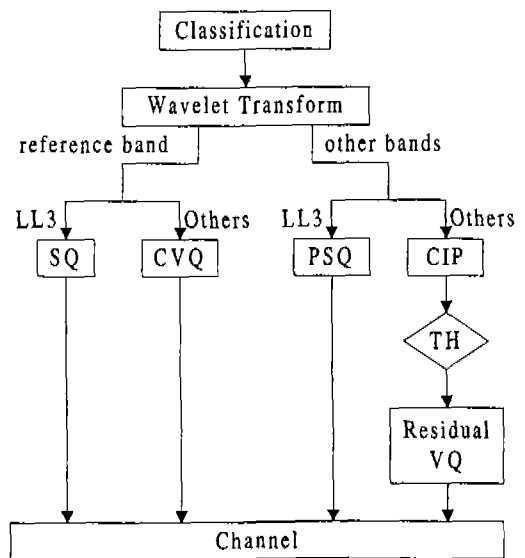 Classification
Wavelet Transform
reference band
other bands
LL3
Others
LL3
Others
SQ
CVQ
PSQ
CIP
TH
Residual
VQ
Channel